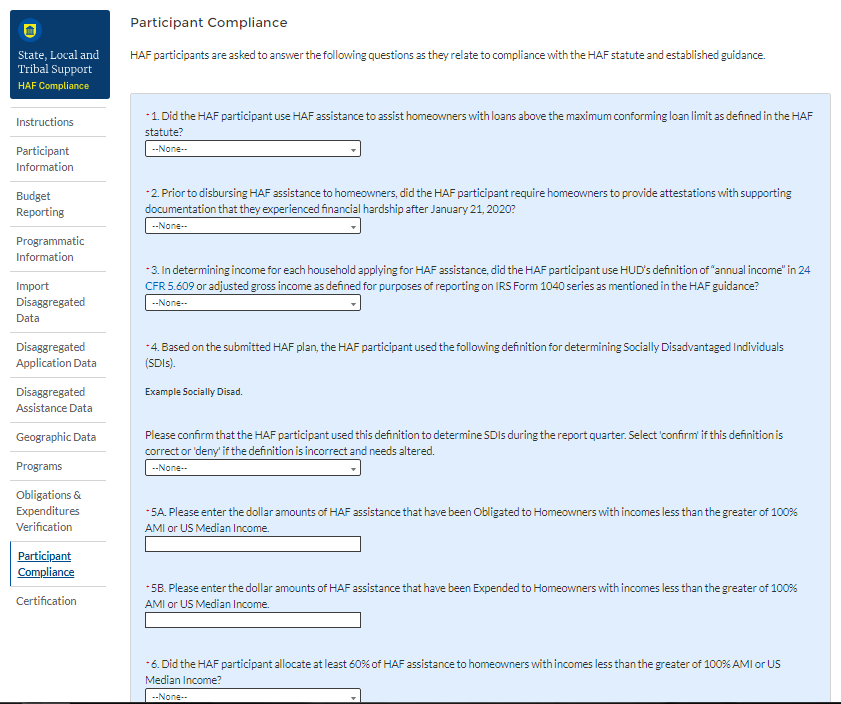 State, Local and
Tribal Support
HAF Compliance
Instructions
Participant
Information
Budget
Reporting
Programmatic
Information
Import
Disaggregated
Data
Disaggregated
Application Data
Disaggregated
Assistance Data
Geographic Data
Programs
Obligations &
Expenditures
Verification
Participant
Compliance
Certification
Participant Compliance
HAF participants are asked to answer the following questions as they relate to compliance with the HAF statute and established guidance.
*1. Did the HAF participant use HAF assistance to assist homeowners with loans above the maximum conforming loan limit as defined in the HAF
statute?
--None--
*2. Prior to disbursing HAF assistance to homeowners, did the HAF participant require homeowners to provide attestations with supporting
documentation that they experienced financial hardship after January 21, 2020?
--None--
*3. In determining income for each household applying for HAF assistance, did the HAF participant use HUD's definition of "annual income" in 24
CFR 5.609 or adjusted gross income as defined for purposes of reporting on IRS Form 1040 series as mentioned in the HAF guidance?
--None--
*4. Based on the submitted HAF plan, the HAF participant used the following definition for determining Socially Disadvantaged Individuals
(SDIs).
Example Socially Disad.
Please confirm that the HAF participant used this definition to determine SDIs during the report quarter. Select 'confirm' if this definition is
correct or 'deny' if the definition is incorrect and needs altered.
--None--
*5A. Please enter the dollar amounts of HAF assistance that have been Obligated to Homeowners with incomes less than the greater of 100%
AMI or US Median Income.
*5B. Please enter the dollar amounts of HAF assistance that have been Expended to Homeowners with incomes less than the greater of 100%
AMI or US Median Income.
*6. Did the HAF participant allocate at least 60% of HAF assistance to homeowners with incomes less than the greater of 100% AMI or US
Median Income?
--None--